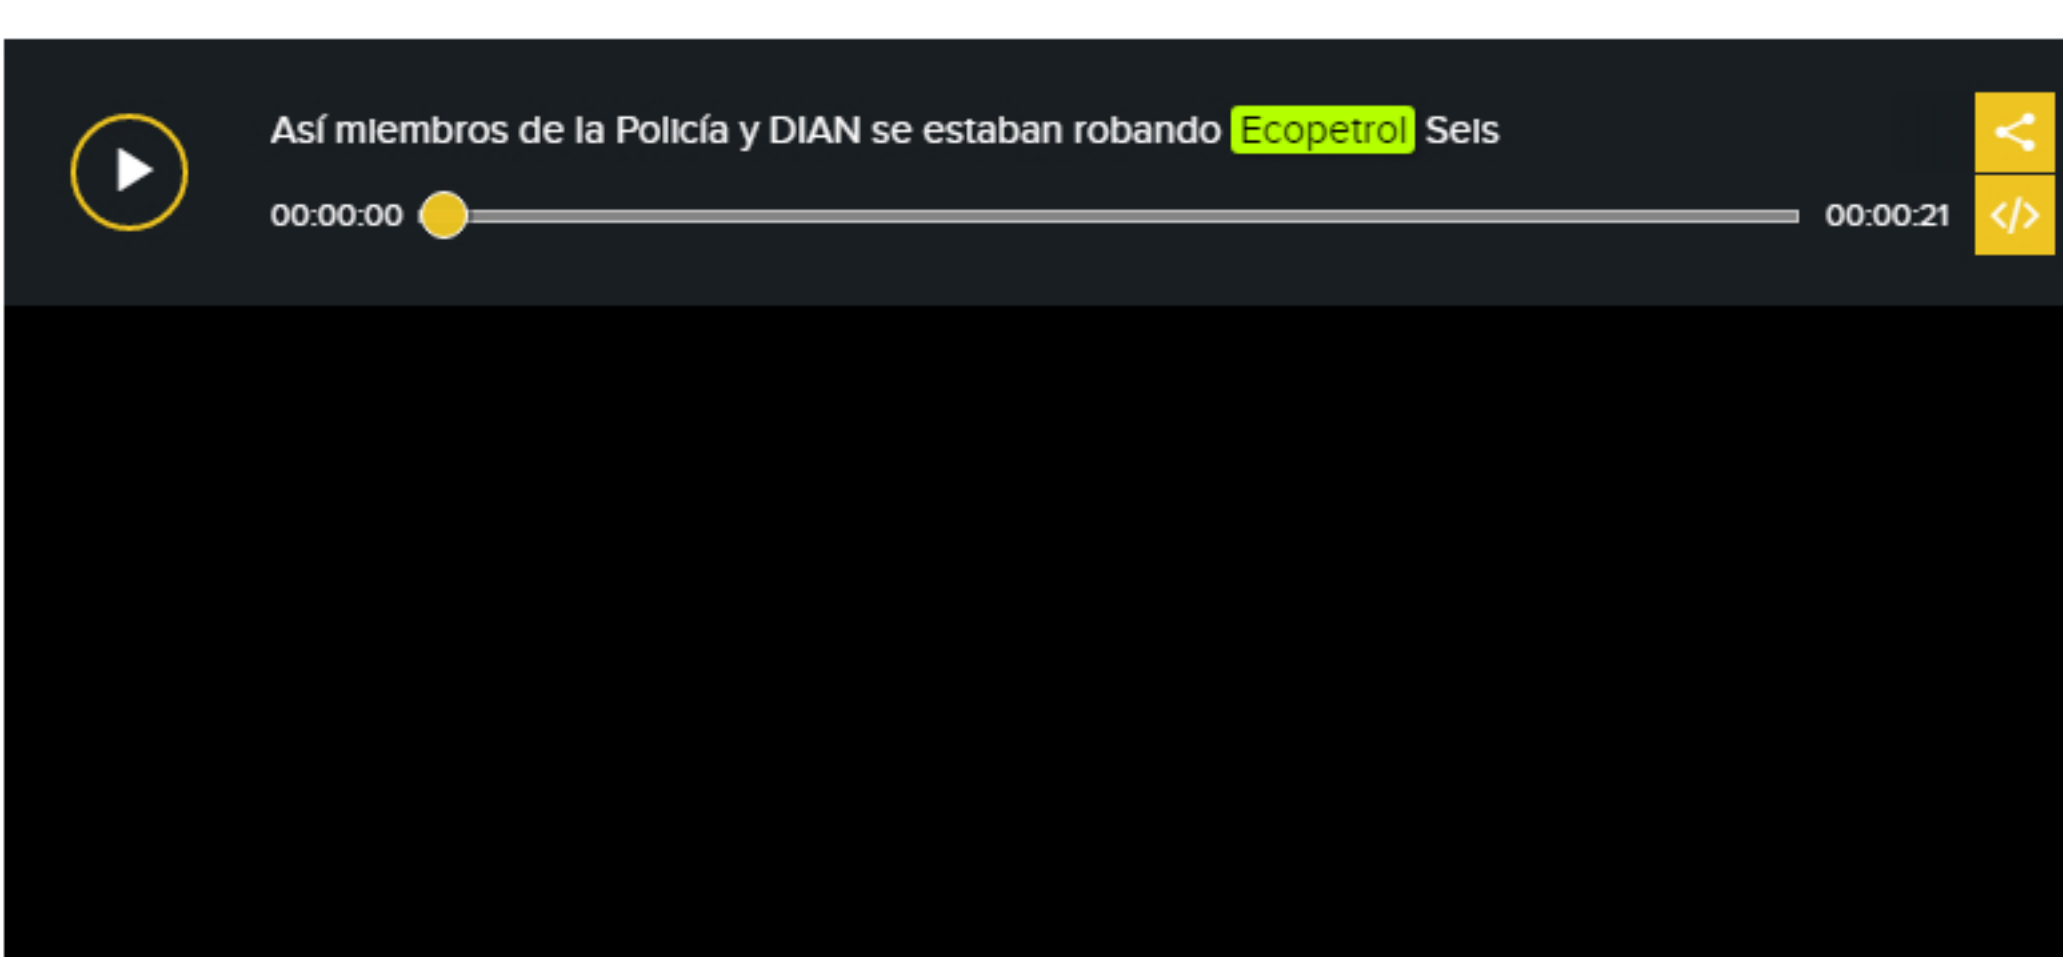 Así miembros de la Policía y DIAN se estaban robando Ecopetrol Seis
00:00:00 00:00:21